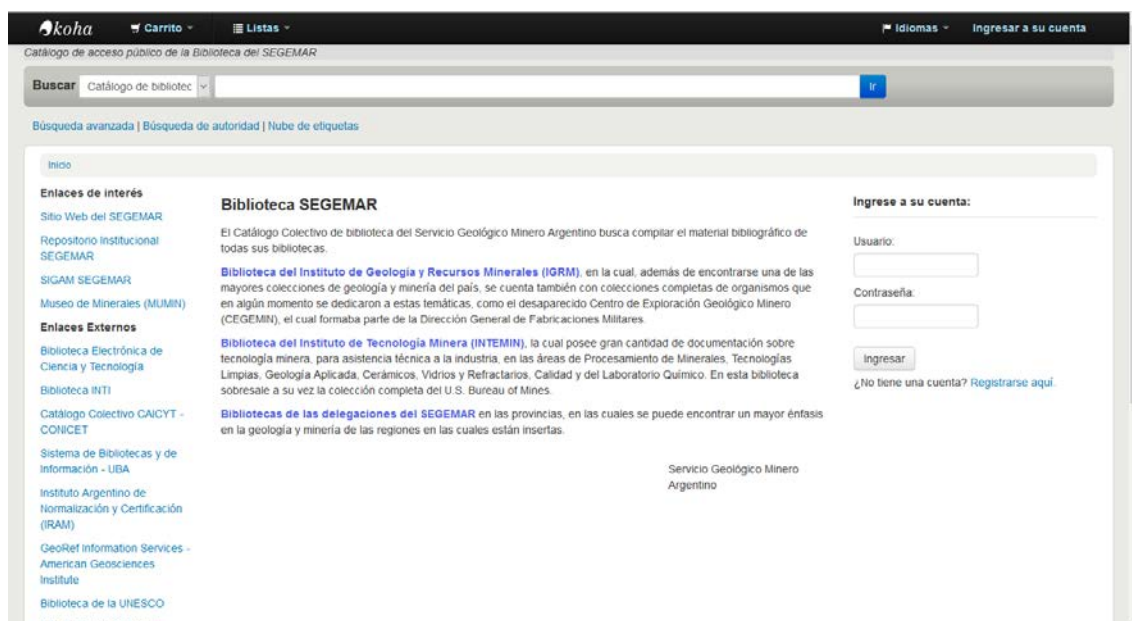 koha Carrito Listas Idiomas Ingresar a su cuenta
Catálogo de acceso público de la Biblioteca del SEGEMAR
Buscar Catálogo de bibliotec Ir
Búsqueda avanzada | Búsqueda de autoridad | Nube de etiquetas
Inicio
Enlaces de interés
Sitio Web del SEGEMAR
Repositorio Institucional
SEGEMAR
SIGAM SEGEMAR
Museo de Minerales (MUMIN)
Enlaces Externos
Biblioteca Electrónica de
Ciencia y Tecnología
Biblioteca INTI
Catálogo Colectivo CAICYT -
CONICET
Sistema de Bibliotecas y de
Información - UBA
Instituto Argentino de
Normalización y Certificación
(IRAM)
GeoRef Information Services -
American Geosciences
Institute
Biblioteca de la UNESCO
Biblioteca SEGEMAR
El Catálogo Colectivo de biblioteca del Servicio Geológico Minero Argentino busca compilar el material bibliográfico de
todas sus bibliotecas.
Biblioteca del Instituto de Geología y Recursos Minerales (IGRM), en la cual, además de encontrarse una de las
mayores colecciones de geología y minería del país, se cuenta también con colecciones completas de organismos que
en algún momento se dedicaron a estas temáticas, como el desaparecido Centro de Exploración Geológico Minero
(CEGEMIN), el cual formaba parte de la Dirección General de Fabricaciones Militares.
Biblioteca del Instituto de Tecnología Minera (INTEMIN), la cual posee gran cantidad de documentación sobre
tecnología minera, para asistencia técnica a la industria, en las áreas de Procesamiento de Minerales, Tecnologías
Limpias, Geología Aplicada, Cerámicos, Vidrios y Refractarios, Calidad y del Laboratorio Químico. En esta biblioteca
sobresale a su vez la colección completa del U.S. Bureau of Mines.
Bibliotecas de las delegaciones del SEGEMAR en las provincias, en las cuales se puede encontrar un mayor énfasis
en la geología y minería de las regiones en las cuales están insertas.
Servicio Geológico Minero
Argentino
Ingrese a su cuenta:
Usuario:
Contraseña:
Ingresar
¿No tiene una cuenta? Registrarse aquí.